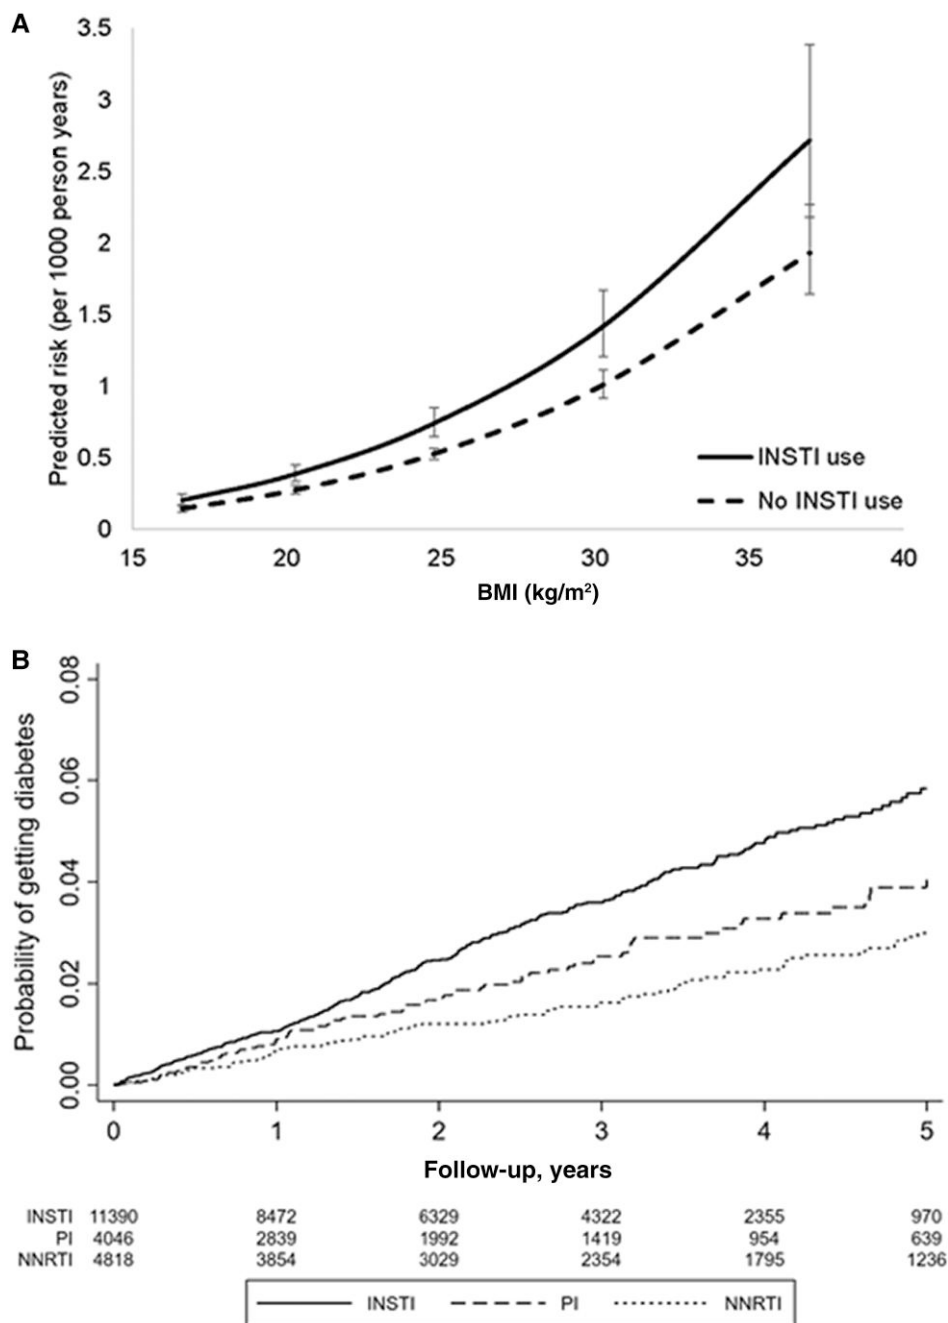 A
Predicted risk (per 1000 person years)
3.5
3
2.5
2
1.5
1
0.5
0
15 20 25 30 35 40
BMI (kg/m²)
INSTI use
No INSTI use
B
Probability of getting diabetes
0.08
0.06
0.04
0.02
0.00
0 1 2 3 4 5
Follow-up, years
INSTI 11390 8472 6329 4322 2355 970
PI 4046 2839 1992 1419 954 639
NNRTI 4818 3854 3029 2354 1795 1236
INSTI PI NNRTI